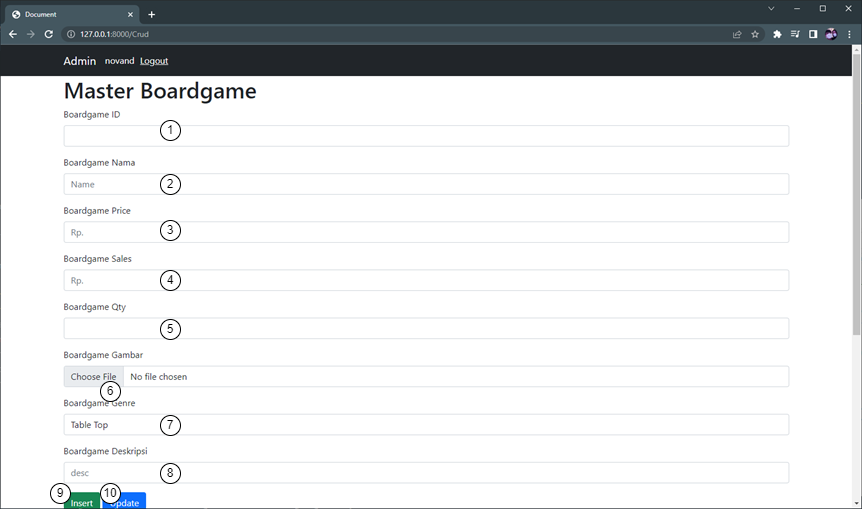 Document
127.0.0.1:8000/Crud
Admin novand Logout
Master Boardgame
Boardgame ID
1
Boardgame Nama
Name 2
Boardgame Price
Rp. 3
Boardgame Sales
Rp. 4
Boardgame Qty
5
Boardgame Gambar
Choose File No file chosen
6
Boardgame Genre
Table Top 7
Boardgame Deskripsi
desc 8
9 10
Insert Update